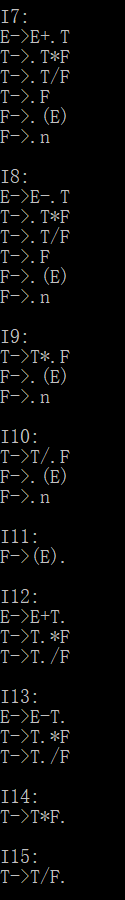 I7:
E->E+.T
T->.T*F
T->.T/F
T->.F
F->.(E)
F->.n

I8:
E->E-.T
T->.T*F
T->.T/F
T->.F
F->.(E)
F->.n

I9:
T->T*.F
F->.(E)
F->.n

I10:
T->T/.F
F->.(E)
F->.n

I11:
F->(E).

I12:
E->E+T.
T->T.*F
T->T./F

I13:
E->E-T.
T->T.*F
T->T./F

I14:
T->T*F.

I15:
T->T/F.